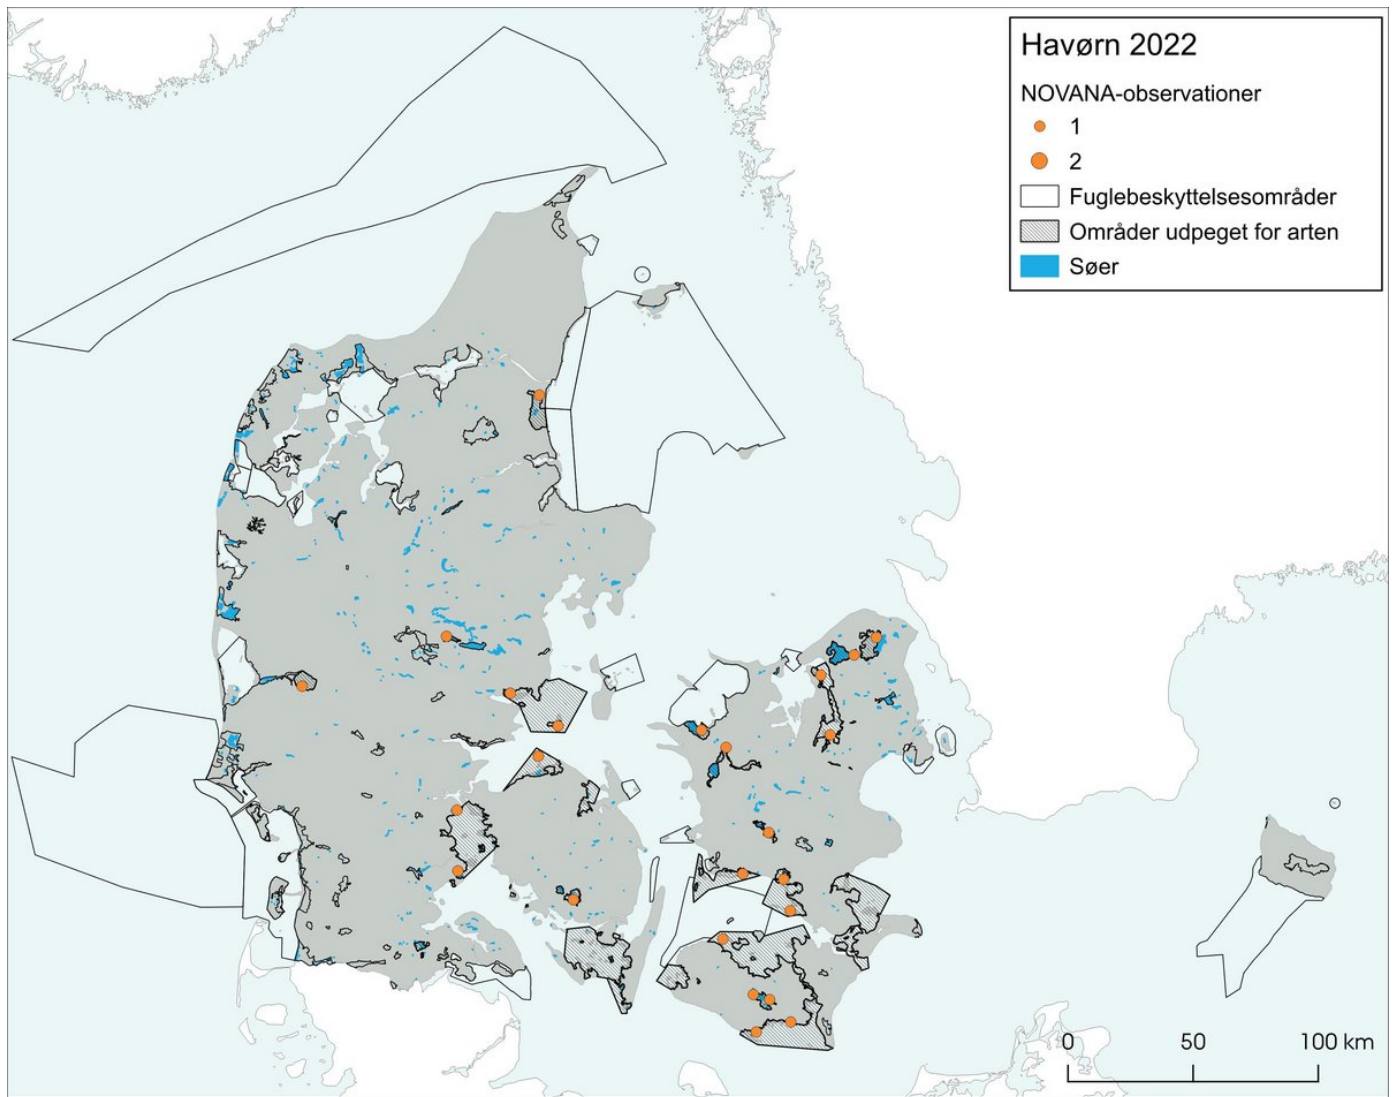 Havørn 2022
NOVANA-observationer
1
2
Fuglebeskyttelsesområder
Områder udpeget for arten
Søer
0 50 100 km